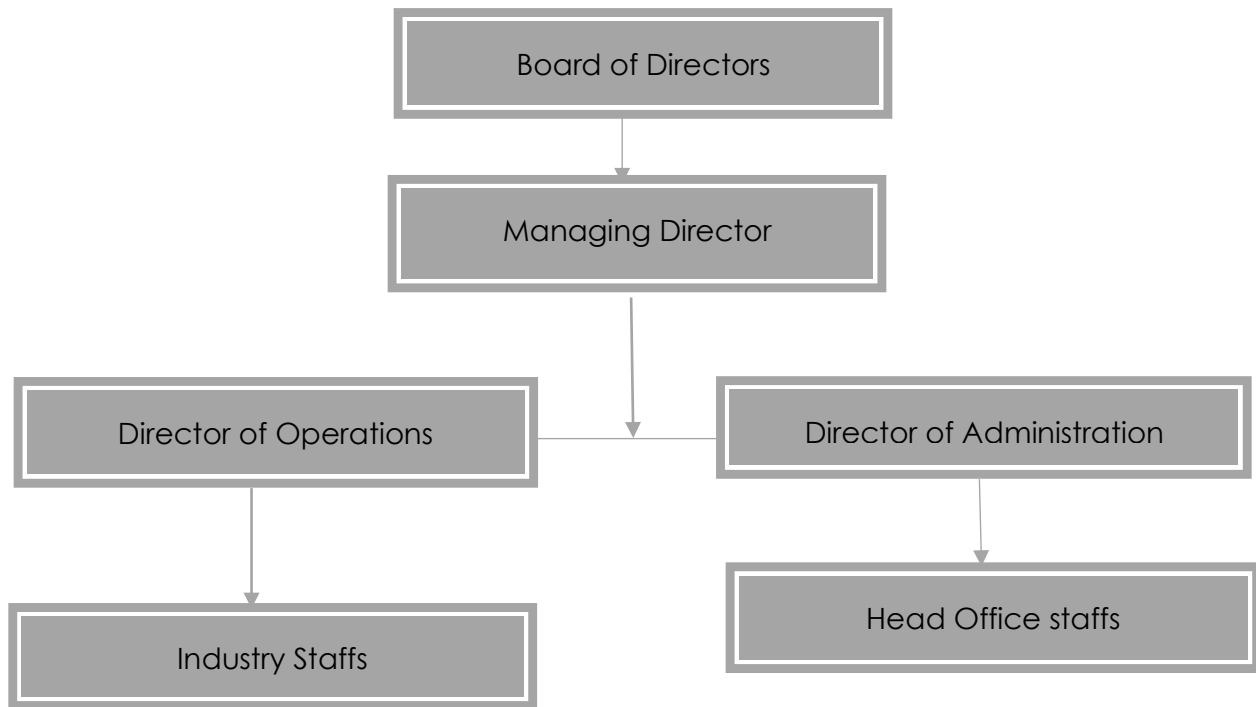 Board of Directors
Managing Director
Director of Operations
Director of Administration
Head Office staffs
Industry Staffs